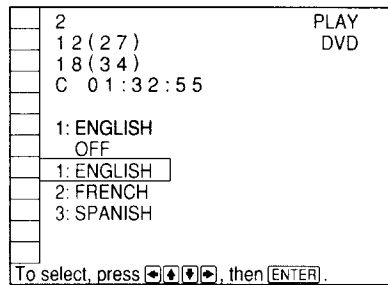 2 PLAY
12(27) DVD
18(34)
C 01:32:55
1: ENGLISH
OFF
1: ENGLISH
2: FRENCH
3: SPANISH
To select, press ←↑↓→, then ENTER.